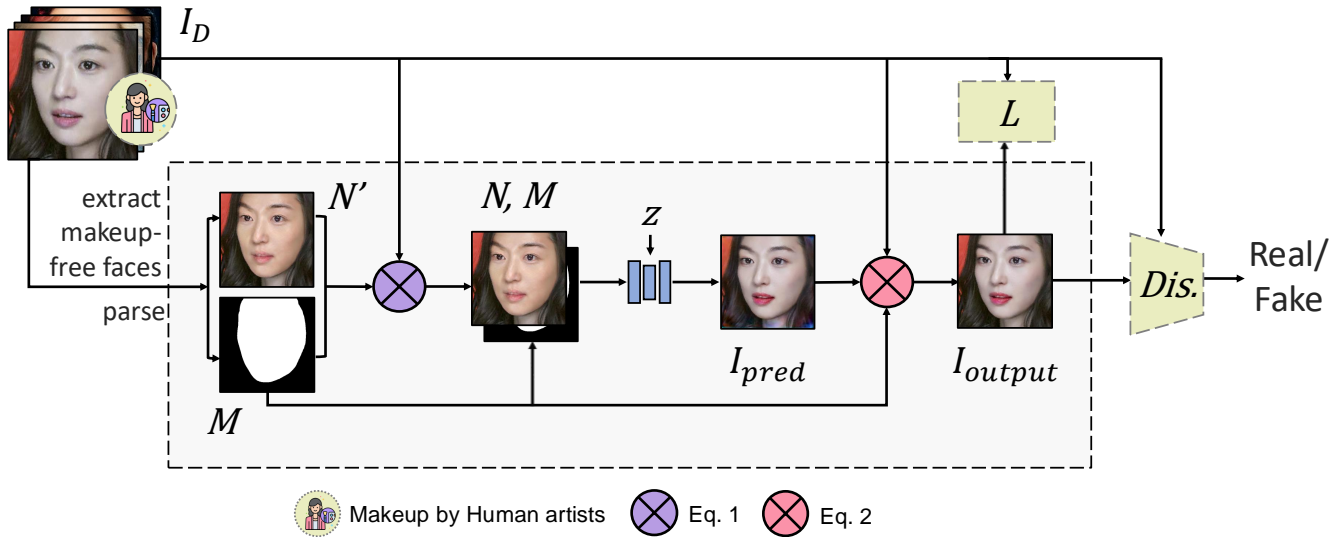 I_D
extract
makeup-
free faces
parse
N'
M
N, M
z
I_pred
I_output
L
Dis.
Real/
Fake
Makeup by Human artists
Eq. 1
Eq. 2